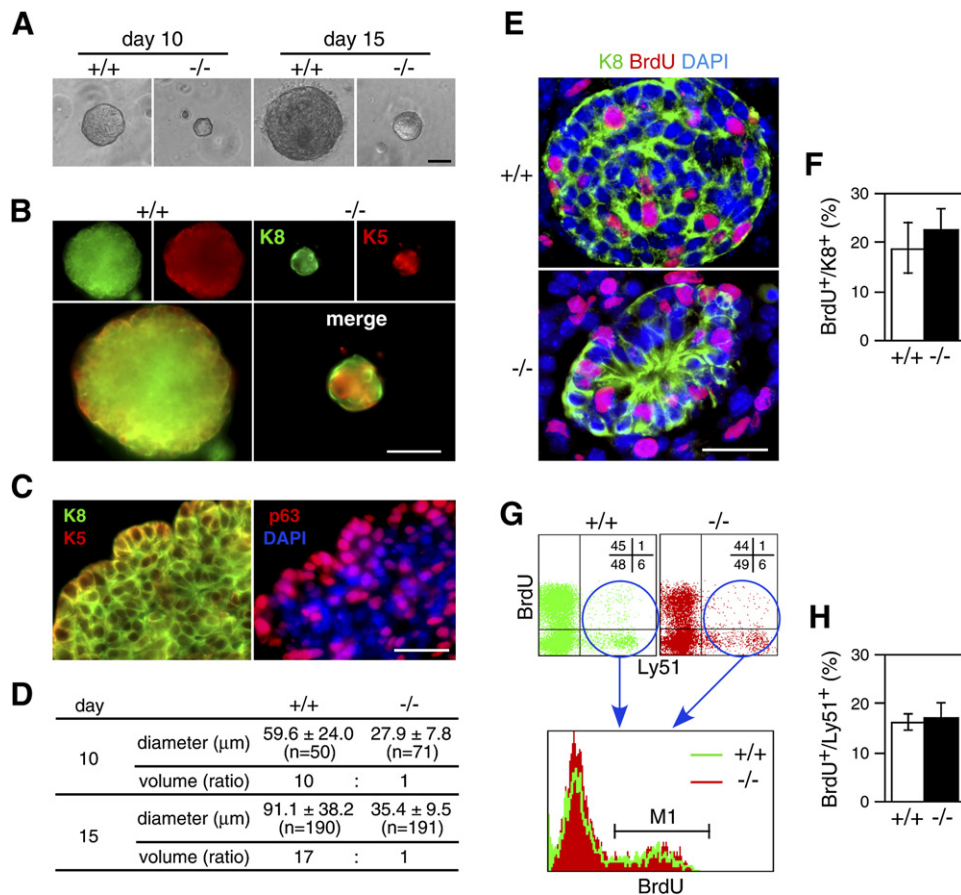 A
day 10 day 15
+/+ -/- +/+ -/-
B
+/+ -/-
K8 K5
merge
C
K8
K5
p63
DAPI
D
day +/+ -/-
10
diameter (μm) 59.6 ± 24.0 27.9 ± 7.8
(n=50) (n=71)
volume (ratio) 10 : 1
15
diameter (μm) 91.1 ± 38.2 35.4 ± 9.5
(n=190) (n=191)
volume (ratio) 17 : 1
E
K8 BrdU DAPI
+/+
-/-
F
BrdU+/K8+ (%)
30
20
10
0
+/+ -/-
G
+/+ -/-
45 1
48 6
44 1
49 6
BrdU
Ly51
+/+
-/-
M1
BrdU
H
BrdU+/Ly51+ (%)
30
20
10
0
+/+ -/-